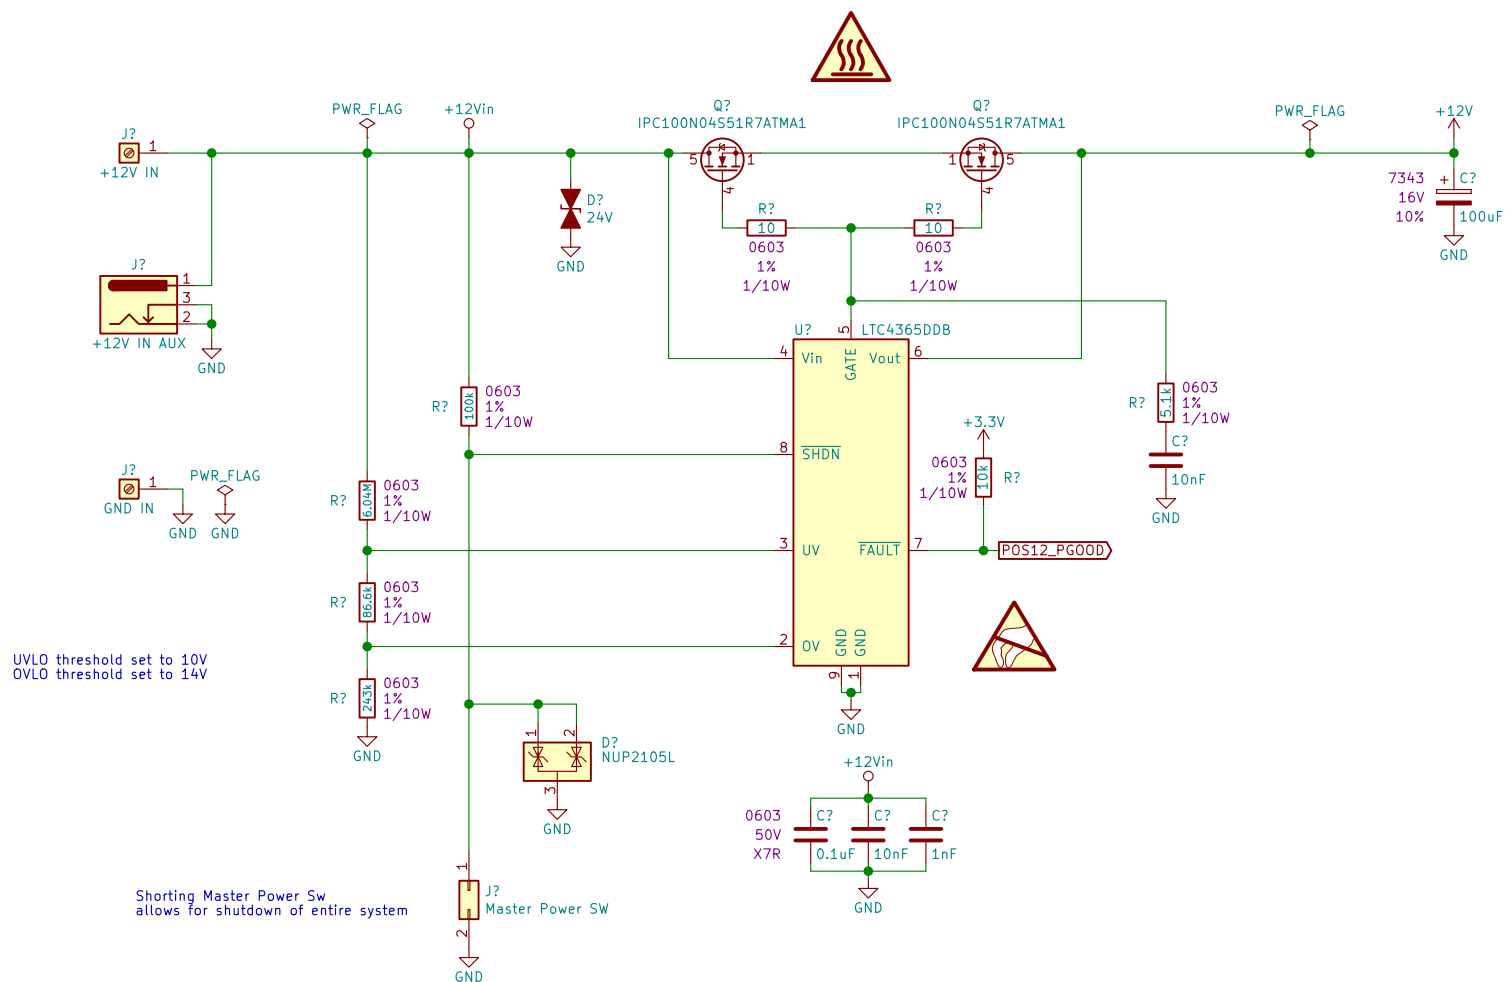 PWR_FLAG
+12Vin
Q?
IPC100N04S51R7ATMA1
Q?
IPC100N04S51R7ATMA1
PWR_FLAG
+12V
J?
1
+12V IN
5
1
4
1
5
4
7343
16V
10%
+
C?
100uF
GND
D?
24V
GND
R?
10
0603
1%
1/10W
R?
10
0603
1%
1/10W
J?
1
3
2
+12V IN AUX
GND
U?
LTC4365DDB
5
GATE
4
Vin
Vout
6
8
SHDN
3
UV
FAULT
7
2
OV
GND
GND
9
1
GND
R?
100k
0603
1%
1/10W
R?
5.1k
0603
1%
1/10W
C?
10nF
GND
+3.3V
0603
1%
1/10W
10k
R?
POS12_PGOOD
J?
1
GND IN
GND
PWR_FLAG
GND
R?
6.04M
0603
1%
1/10W
R?
86.6k
0603
1%
1/10W
R?
243k
0603
1%
1/10W
GND
UVLO threshold set to 10V
OVLO threshold set to 14V
1
2
D?
NUP2105L
3
GND
+12Vin
0603
50V
X7R
C?
0.1uF
C?
10nF
C?
1nF
GND
Shorting Master Power Sw
allows for shutdown of entire system
1
J?
Master Power SW
2
GND